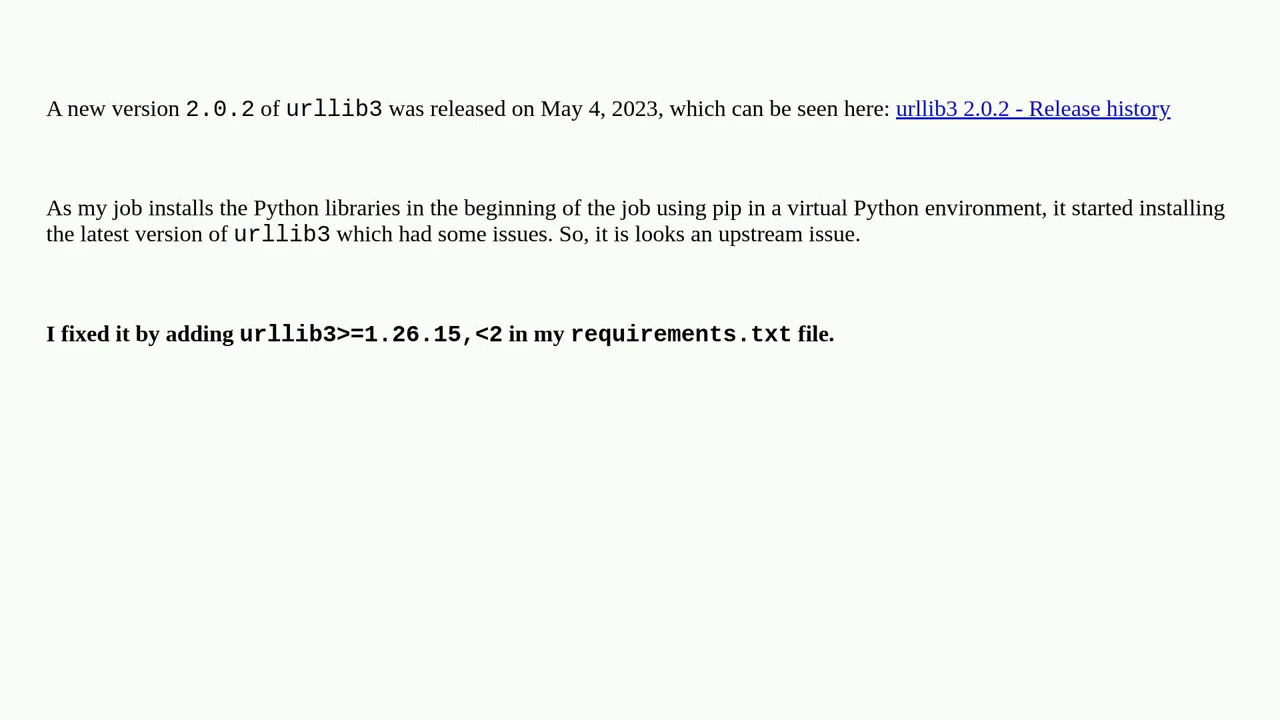 A new version 2.0.2 of urllib3 was released on May 4, 2023, which can be seen here: urllib3 2.0.2 - Release history
As my job installs the Python libraries in the beginning of the job using pip in a virtual Python environment, it started installing
the latest version of urllib3 which had some issues. So, it is looks an upstream issue.
I fixed it by adding urllib3>=1.26.15,<2 in my requirements.txt file.